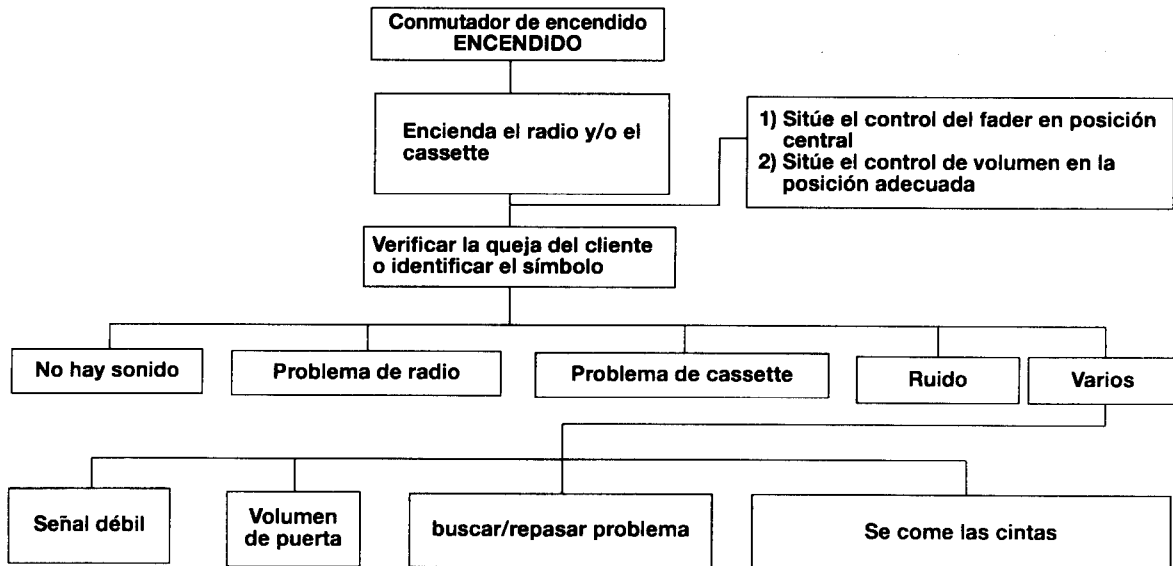 Conmutador de encendido
ENCENDIDO
Encienda el radio y/o el
cassette
1) Sitúe el control del fader en posición
central
2) Sitúe el control de volumen en la
posición adecuada
Verificar la queja del cliente
o identificar el símbolo
No hay sonido
Problema de radio
Problema de cassette
Ruido
Varios
Señal débil
Volumen
de puerta
buscar/repasar problema
Se come las cintas